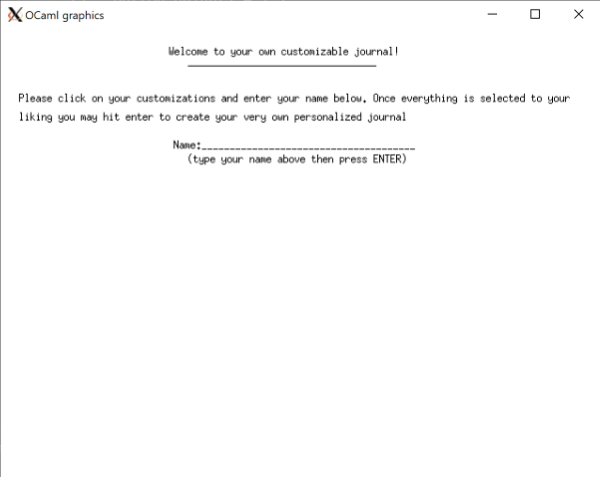 OCaml graphics
Welcome to your own customizable journal!
Please click on your customizations and enter your name below. Once everything is selected to your
liking you may hit enter to create your very own personalized journal
Name:______________________________________
(type your name above then press ENTER)